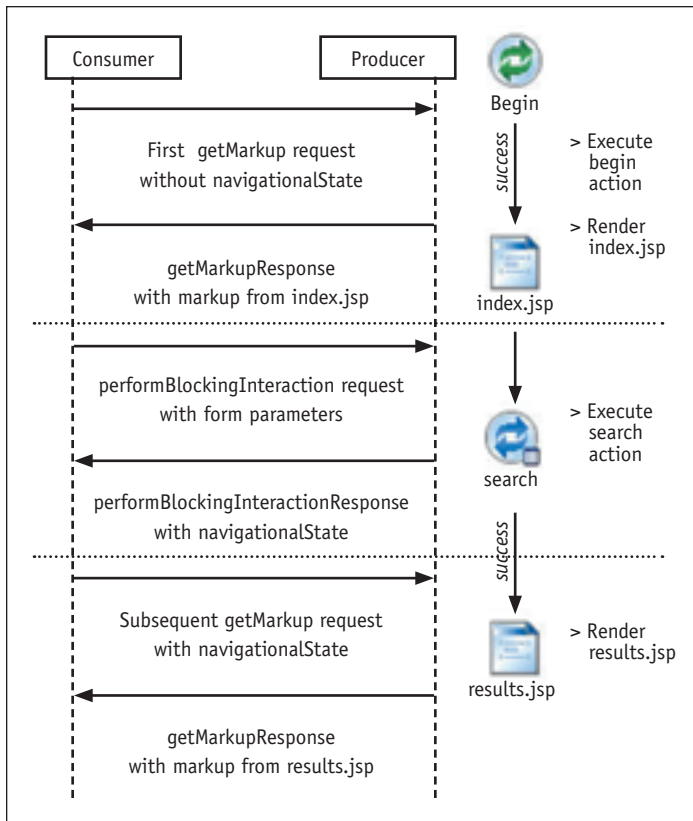 Consumer
Producer
Begin
First getMarkup request
without navigationalState
success
> Execute
begin
action
getMarkupResponse
with markup from index.jsp
> Render
index.jsp
index.jsp
performBlockingInteraction request
with form parameters
> Execute
search
action
search
performBlockingInteractionResponse
with navigationalState
success
Subsequent getMarkup request
with navigationalState
> Render
results.jsp
results.jsp
getMarkupResponse
with markup from results.jsp